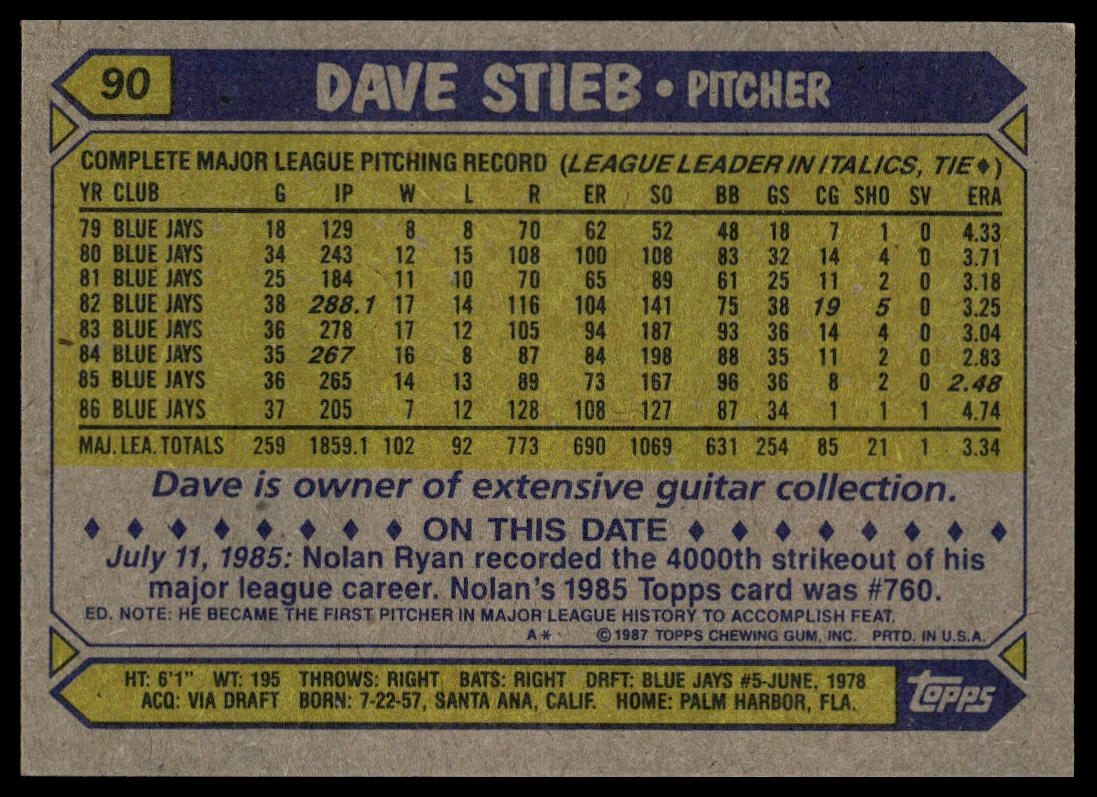 90
DAVE STIEB • PITCHER
COMPLETE MAJOR LEAGUE PITCHING RECORD (LEAGUE LEADER IN ITALICS, TIE♦)
YR CLUB G IP W L R ER SO BB GS CG SHO SV ERA
79 BLUE JAYS 18 129 8 8 70 62 52 48 18 7 1 0 4.33
80 BLUE JAYS 34 243 12 15 108 100 108 83 32 14 4 0 3.71
81 BLUE JAYS 25 184 11 10 70 65 89 61 25 11 2 0 3.18
82 BLUE JAYS 38 288.1 17 14 116 104 141 75 38 19 5 0 3.25
83 BLUE JAYS 36 278 17 12 105 94 187 93 36 14 4 0 3.04
84 BLUE JAYS 35 267 16 8 87 84 198 88 35 11 2 0 2.83
85 BLUE JAYS 36 265 14 13 89 73 167 96 36 8 2 0 2.48
86 BLUE JAYS 37 205 7 12 128 108 127 87 34 1 1 1 4.74
MAJ. LEA. TOTALS 259 1859.1 102 92 773 690 1069 631 254 85 21 1 3.34
Dave is owner of extensive guitar collection.
♦ ♦ ♦ ♦ ♦ ♦ ♦ ♦ ON THIS DATE ♦ ♦ ♦ ♦ ♦ ♦ ♦ ♦
July 11, 1985: Nolan Ryan recorded the 4000th strikeout of his
major league career. Nolan's 1985 Topps card was #760.
ED. NOTE: HE BECAME THE FIRST PITCHER IN MAJOR LEAGUE HISTORY TO ACCOMPLISH FEAT.
A* ©1987 TOPPS CHEWING GUM, INC. PRTD. IN U.S.A.
HT: 6'1" WT: 195 THROWS: RIGHT BATS: RIGHT DRFT: BLUE JAYS #5-JUNE, 1978
ACQ: VIA DRAFT BORN: 7-22-57, SANTA ANA, CALIF. HOME: PALM HARBOR, FLA.
topps